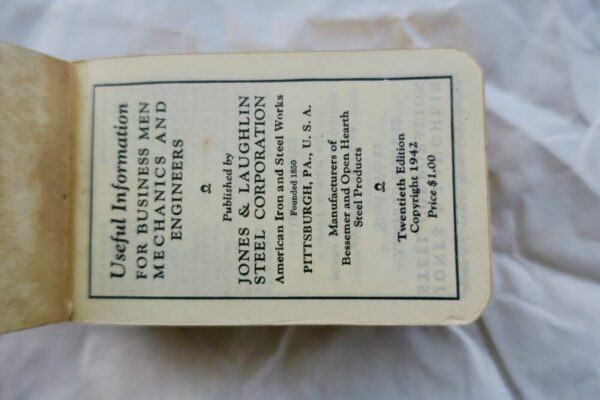 Useful Information
FOR BUSINESS MEN
MECHANICS AND
ENGINEERS
Published by
JONES & LAUGHLIN
STEEL CORPORATION
American Iron and Steel Works
Founded 1850
PITTSBURGH, PA., U. S. A.
Manufacturers of
Bessemer and Open Hearth
Steel Products
Twentieth Edition
Copyright 1942
Price $1.00